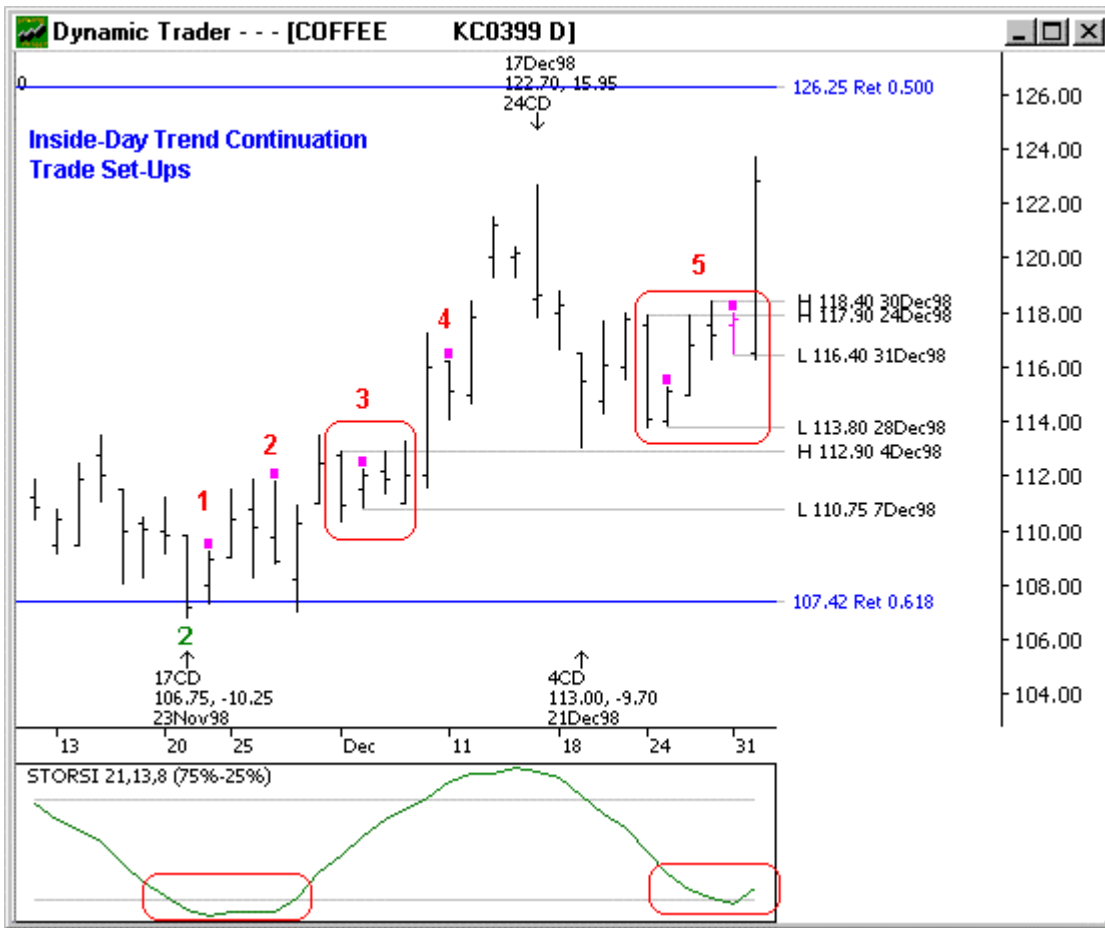 Dynamic Trader - - - [COFFEE KC0399 D]
17Dec98
0
122.70, 15.95
126.25 Ret 0.500
126.00
24CD
Inside-Day Trend Continuation
Trade Set-Ups
124.00
122.00
120.00
5
H 118.40 30Dec98
H 117.90 24Dec98
118.00
4
L 116.40 31Dec98
116.00
3
L 113.80 28Dec98
114.00
2
H 112.90 4Dec98
112.00
1
L 110.75 7Dec98
110.00
108.00
107.42 Ret 0.618
2
106.00
17CD
4CD
106.75, -10.25
113.00, -9.70
104.00
23Nov98
21Dec98
13 20 25 Dec 11 18 24 31
STORSI 21,13,8 (75%-25%)